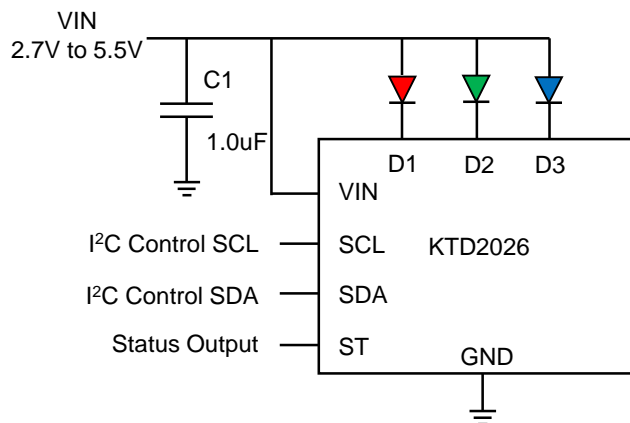 VIN
2.7V to 5.5V
C1
1.0uF
D1 D2 D3
VIN
I²C Control SCL SCL KTD2026
I²C Control SDA SDA
Status Output ST
GND